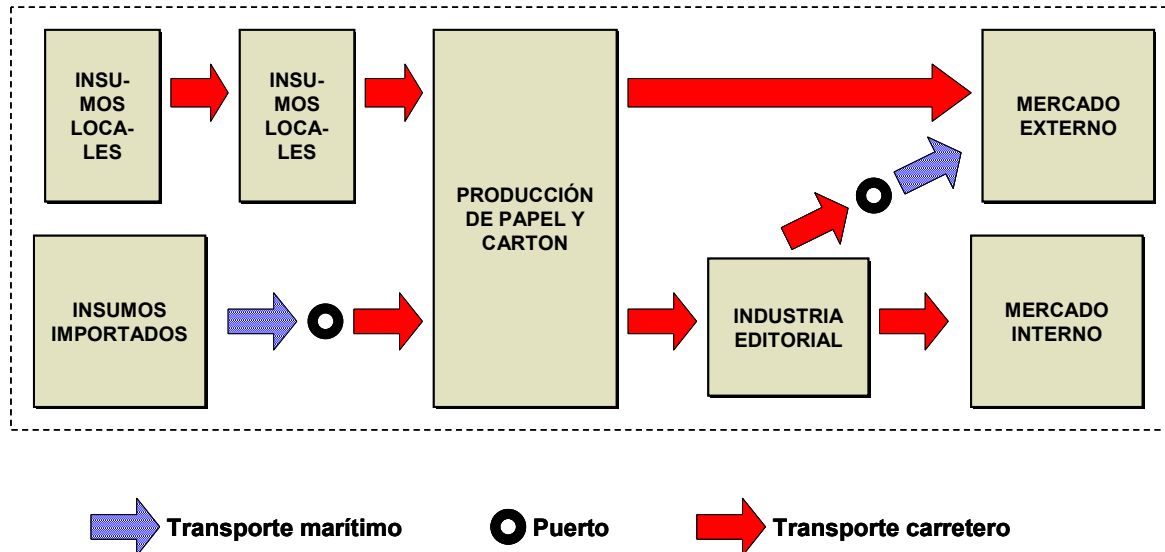 INSU-
MOS
LOCA-
LES
INSU-
MOS
LOCA-
LES
PRODUCCIÓN
DE PAPEL Y
CARTON
MERCADO
EXTERNO
INSUMOS
IMPORTADOS
INDUSTRIA
EDITORIAL
MERCADO
INTERNO
Transporte marítimo
Puerto
Transporte carretero